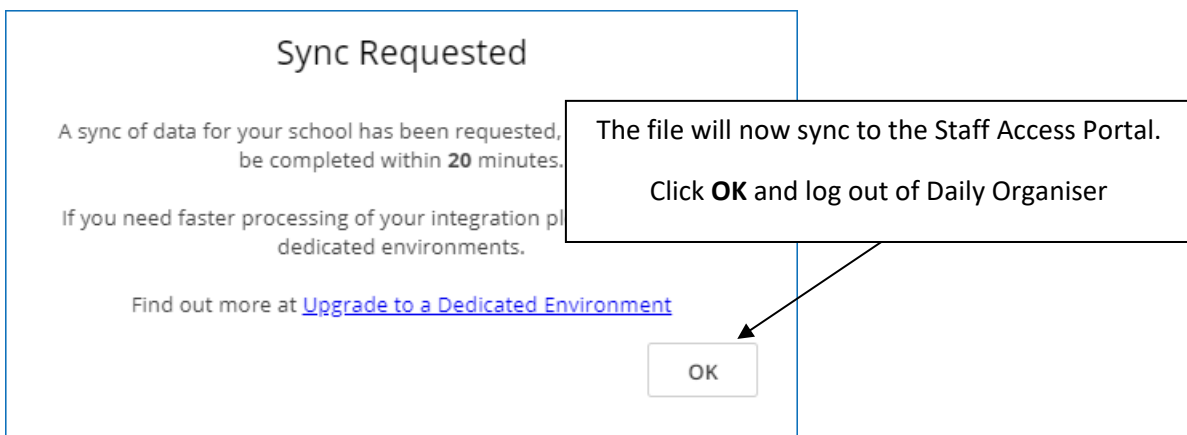 Sync Requested
A sync of data for your school has been requested,
be completed within 20 minutes.
If you need faster processing of your integration pl
dedicated environments.
Find out more at Upgrade to a Dedicated Environment
OK
The file will now sync to the Staff Access Portal.
Click OK and log out of Daily Organiser